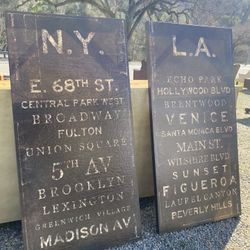 N.Y.
E. 68TH ST.
CENTRAL PARK WEST
BROADWAY
FULTON
UNION SQUARE
5TH AV
BROOKLYN
LEXINGTON
GREENWICH VILLAGE
MADISON AV
L.A.
ECHO PARK
HOLLYWOOD BLVD
BRENTWOOD
VENICE
SANTA MONICA BLVD
MAIN ST.
WILSHIRE BLVD
SUNSET
FIGUEROA
LAUREL CANYON
BEVERLY HILLS